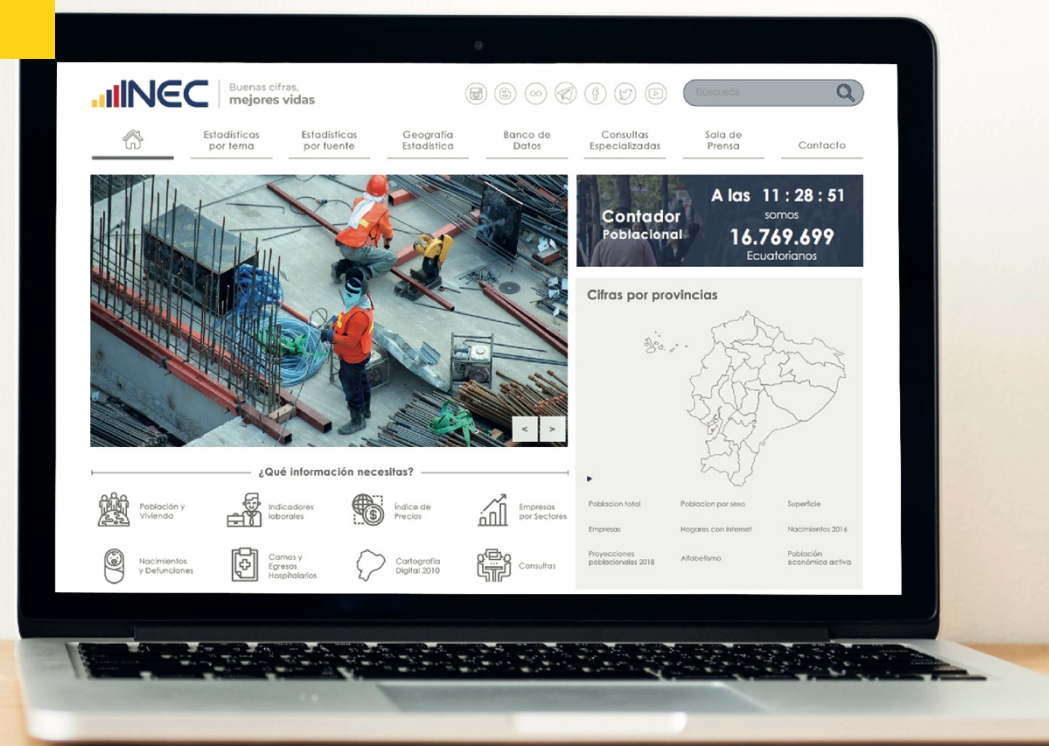 INEC
Buenas cifras,
mejores vidas
Búsqueda
Estadísticas
por tema
Estadísticas
por fuente
Geografía
Estadística
Banco de
Datos
Consultas
Especializadas
Sala de
Prensa
Contacto
Contador
Poblacional
A las 11 : 28 : 51
somos
16.769.699
Ecuatorianos
Cifras por provincias
< >
¿Qué información necesitas?
Población y
Vivienda
Indicadores
laborales
Índice de
Precios
Empresas
por Sectores
Nacimientos
y Defunciones
Camas y
Egresos
Hospitalarios
Cartografía
Digital 2010
Consultas
Poblacion total
Poblacion por sexo
Superficie
Empresas
Hogares con internet
Nacimientos 2016
Proyecciones
poblacionales 2018
Alfabetismo
Población
económica activa